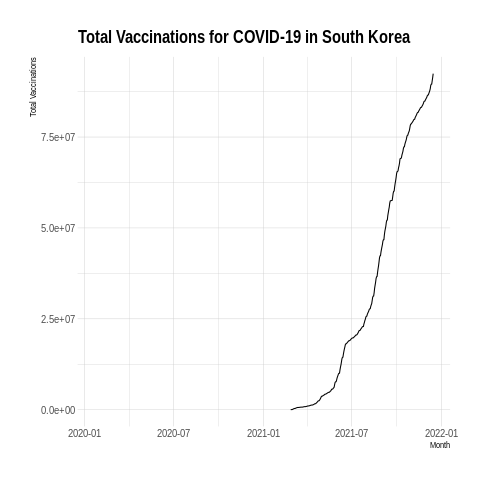 Total Vaccinations for COVID-19 in South Korea
Total Vaccinations
7.5e+07
5.0e+07
2.5e+07
0.0e+00
2020-01 2020-07 2021-01 2021-07 2022-01
Month